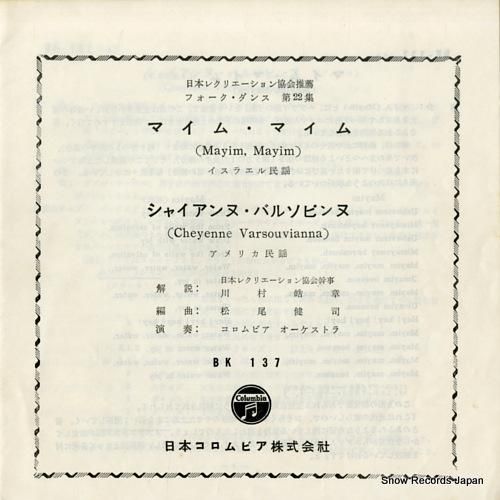 日本レクリエーション協会推薦
フォーク・ダンス 第22集
マイム・マイム
(Mayim, Mayim)
イスラエル民謡
シャイアンヌ・バルソビンヌ
(Cheyenne Varsouvianna)
アメリカ民謡
日本レクリエーション協会幹事
解説: 川村皓章
編曲: 松尾健司
演奏: コロムビア オーケストラ
BK 137
Columbia
日本コロムビア株式会社
Show Records Japan